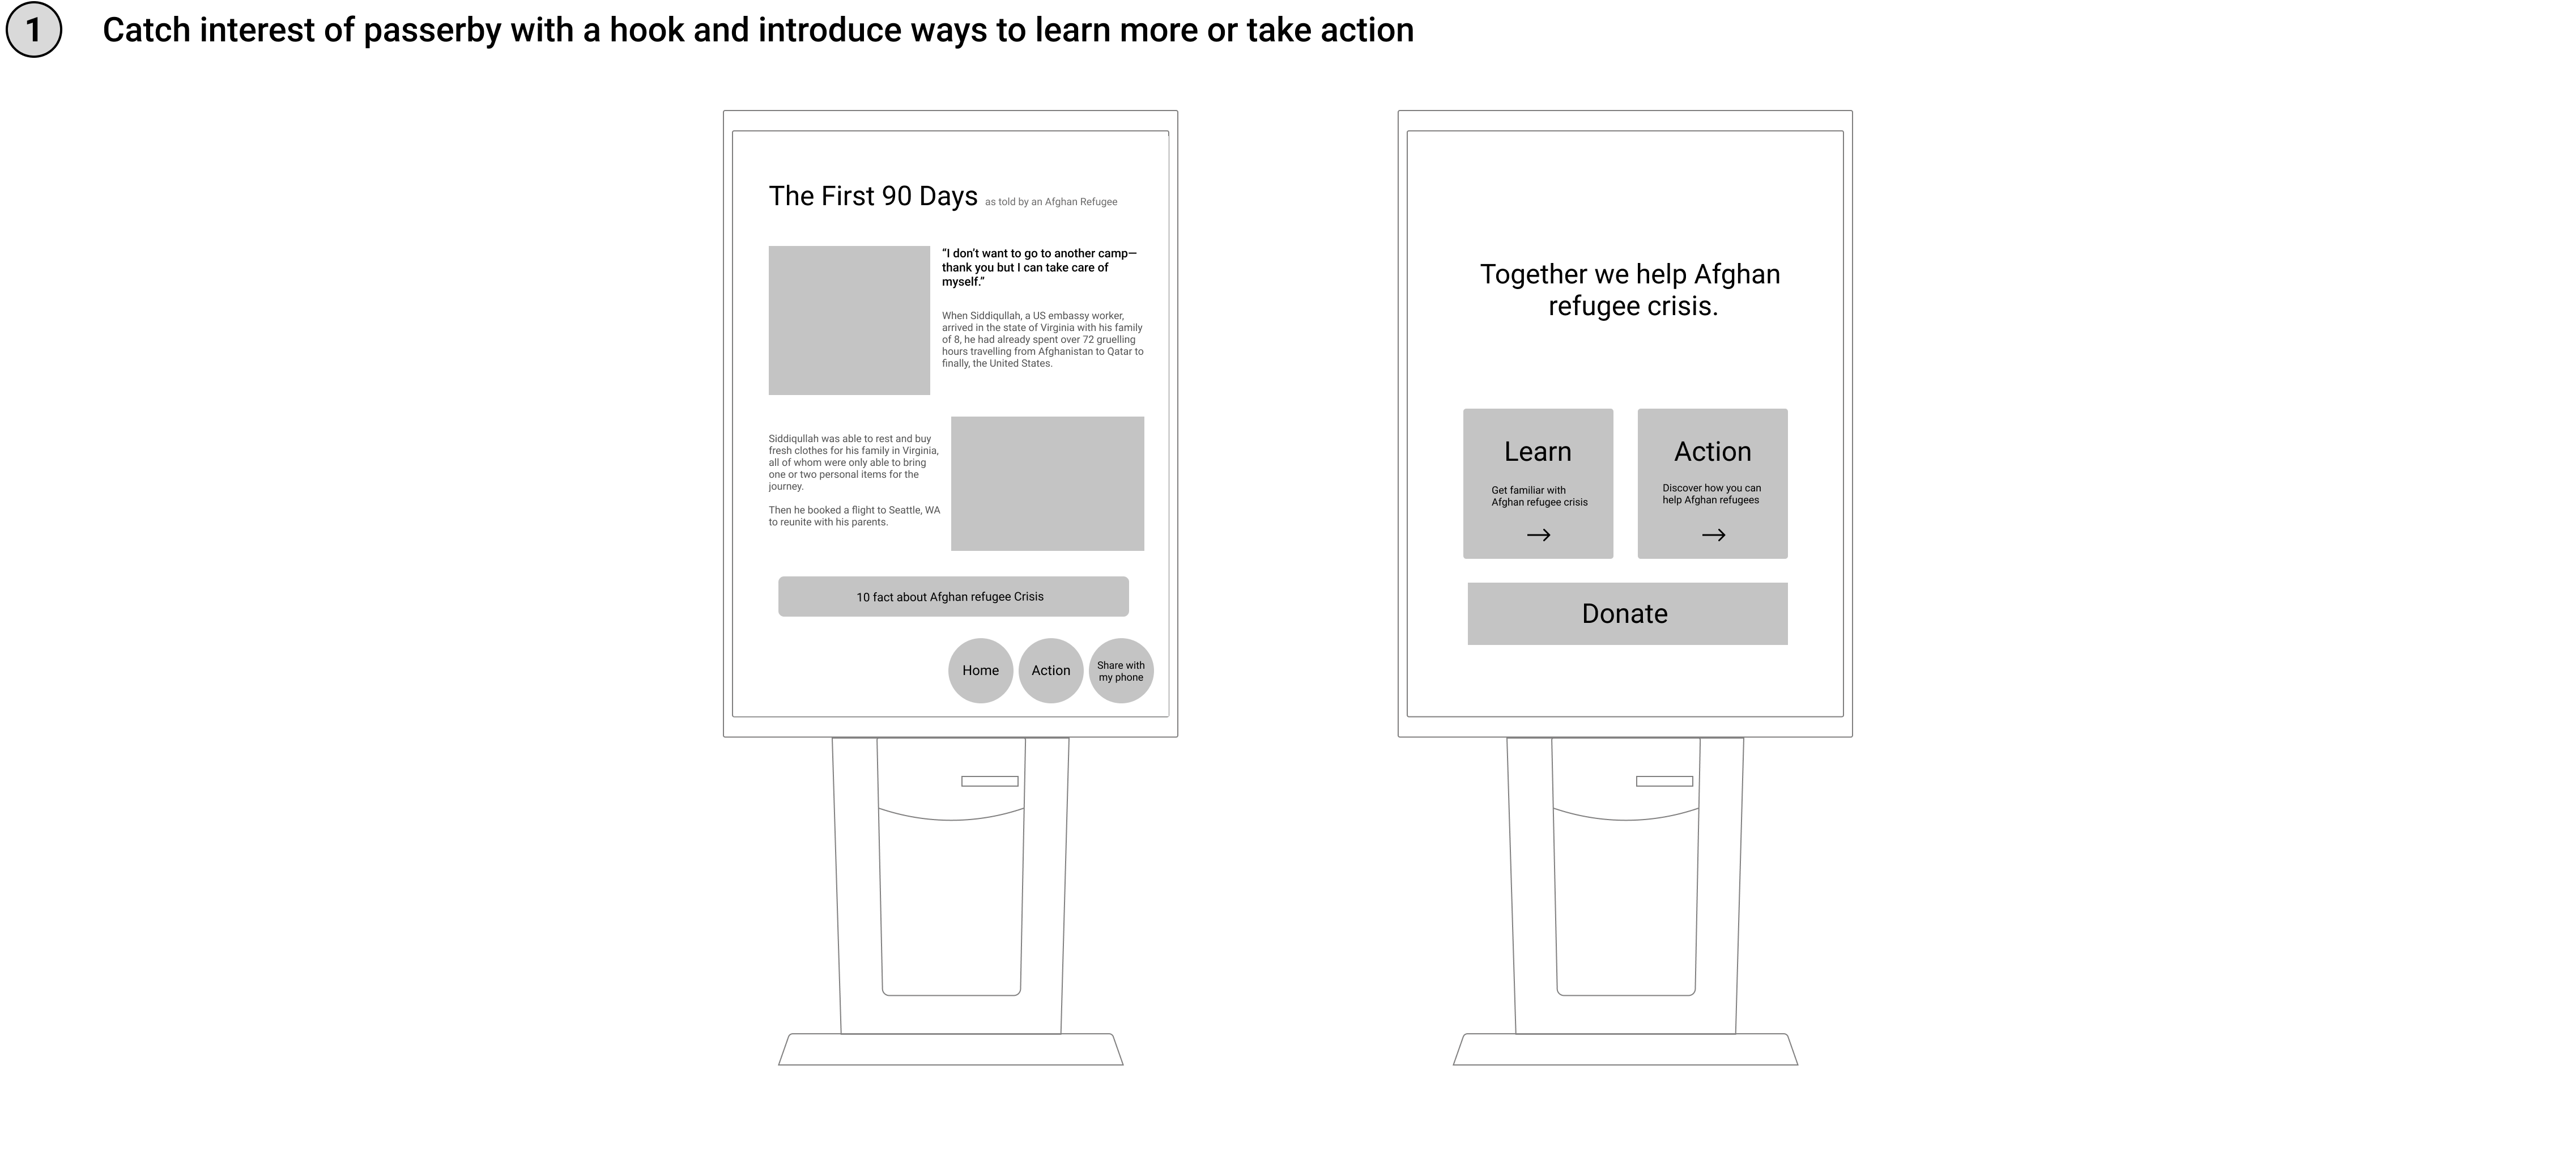 1
Catch interest of passerby with a hook and introduce ways to learn more or take action
The First 90 Days as told by an Afghan Refugee
“I don’t want to go to another camp—
thank you but I can take care of
myself.”
When Siddiqullah, a US embassy worker,
arrived in the state of Virginia with his family
of 8, he had already spent over 72 gruelling
hours travelling from Afghanistan to Qatar to
finally, the United States.
Siddiqullah was able to rest and buy
fresh clothes for his family in Virginia,
all of whom were only able to bring
one or two personal items for the
journey.
Then he booked a flight to Seattle, WA
to reunite with his parents.
10 fact about Afghan refugee Crisis
Home
Action
Share with
my phone
Together we help Afghan
refugee crisis.
Learn
Get familiar with
Afghan refugee crisis
Action
Discover how you can
help Afghan refugees
Donate